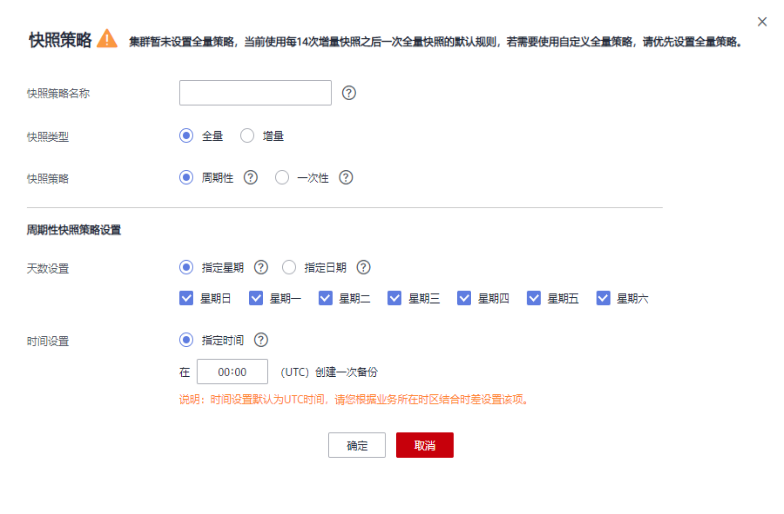 快照策略 集群暂未设置全量策略，当前使用每14次增量快照之后一次全量快照的默认规则，若需要使用自定义全量策略，请优先设置全量策略。
快照策略名称
快照类型 全量 增量
快照策略 周期性 一次性
周期性快照策略设置
天数设置 指定星期 指定日期
星期日 星期一 星期二 星期三 星期四 星期五 星期六
时间设置 指定时间
在 00:00 (UTC) 创建一次备份
说明：时间设置默认为UTC时间，请您根据业务所在时区结合时差设置该项。
确定 取消